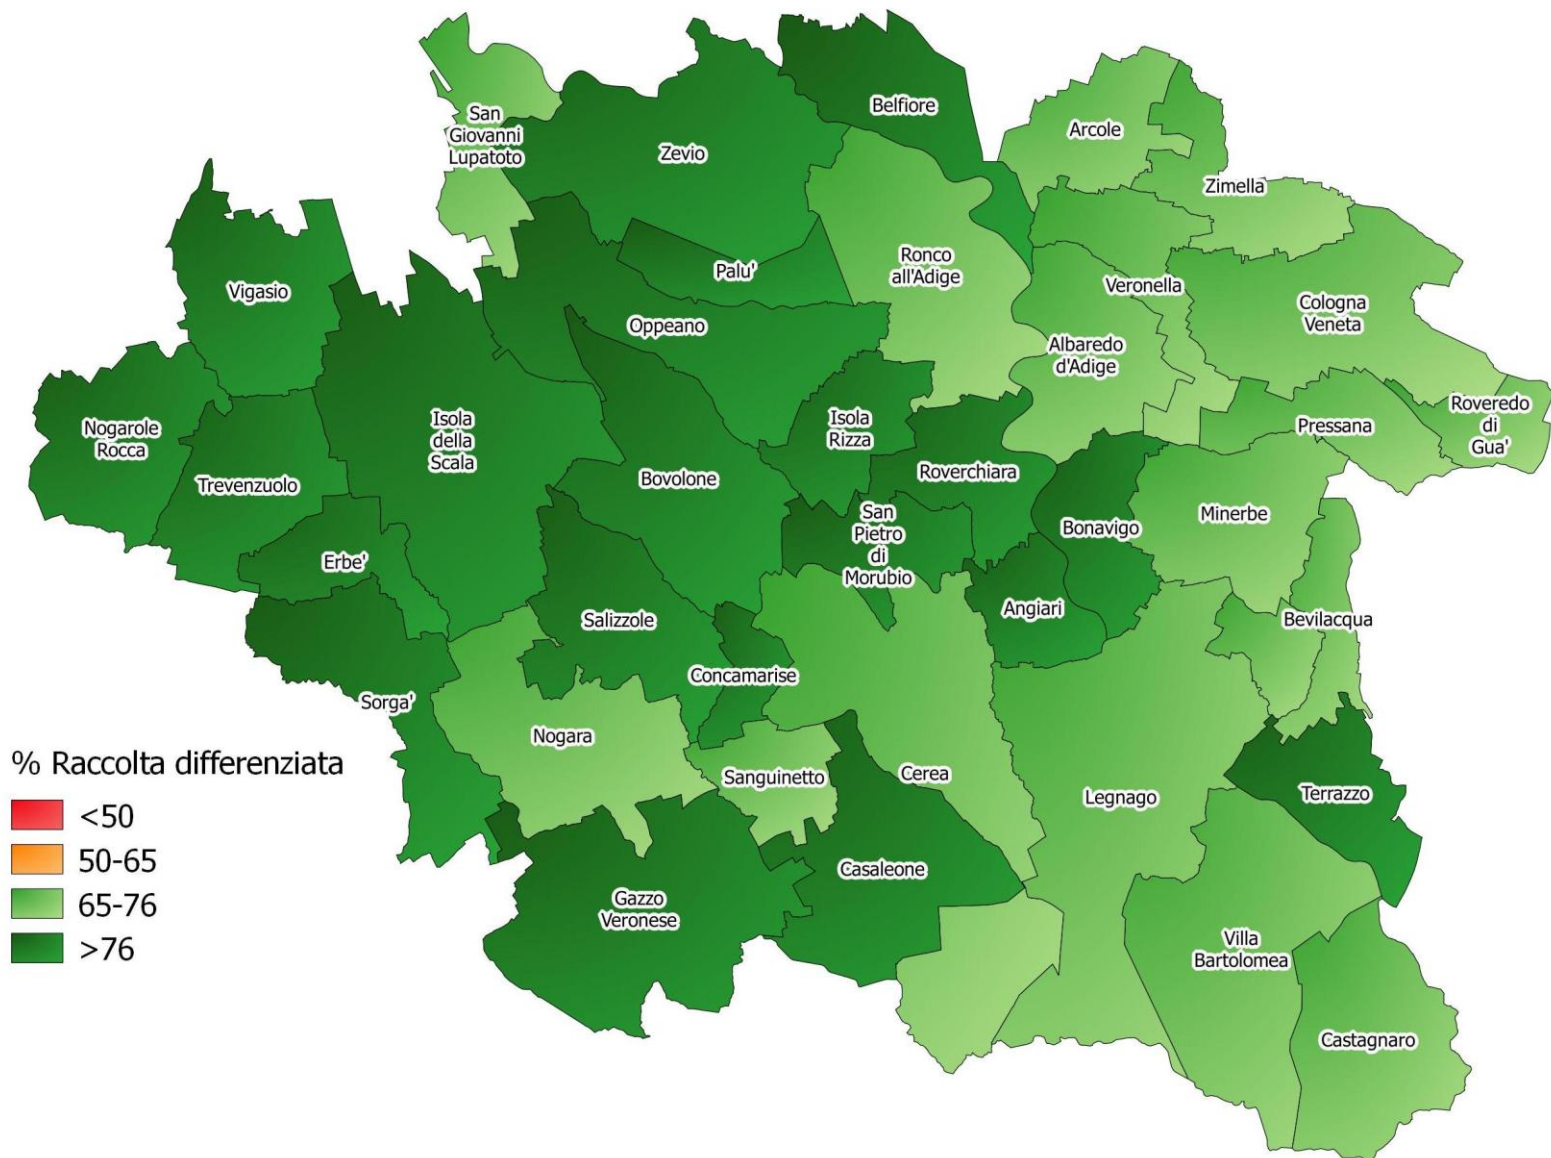 Belfiore
San
Giovanni
Lupatoto
Arcole
Zevio
Zimella
Ronco
all'Adige
Palu'
Vigasio
Veronella
Cologna
Veneta
Oppeano
Albaredo
d'Adige
Nogarole
Rocca
Isola
della
Scala
Isola
Rizza
Pressana
Roveredo
di
Gua'
Trevenzuolo
Bovolone
Roverchiara
San
Pietro
di
Morubio
Bonavigo
Minerbe
Erbe'
Angiari
Salizzole
Bevilacqua
Concamarise
Sorga'
Nogara
Sanguinetto
Cerea
Legnago
Terrazzo
Casaleone
Gazzo
Veronese
Villa
Bartolomea
Castagnaro
% Raccolta differenziata
<50
50-65
65-76
>76